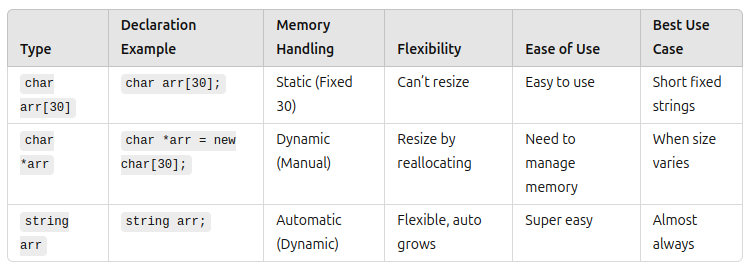 Type | Declaration Example | Memory Handling | Flexibility | Ease of Use | Best Use Case
char arr[30] | char arr[30]; | Static (Fixed 30) | Can't resize | Easy to use | Short fixed strings
char *arr | char *arr = new char[30]; | Dynamic (Manual) | Resize by reallocating | Need to manage memory | When size varies
string arr | string arr; | Automatic (Dynamic) | Flexible, auto grows | Super easy | Almost always